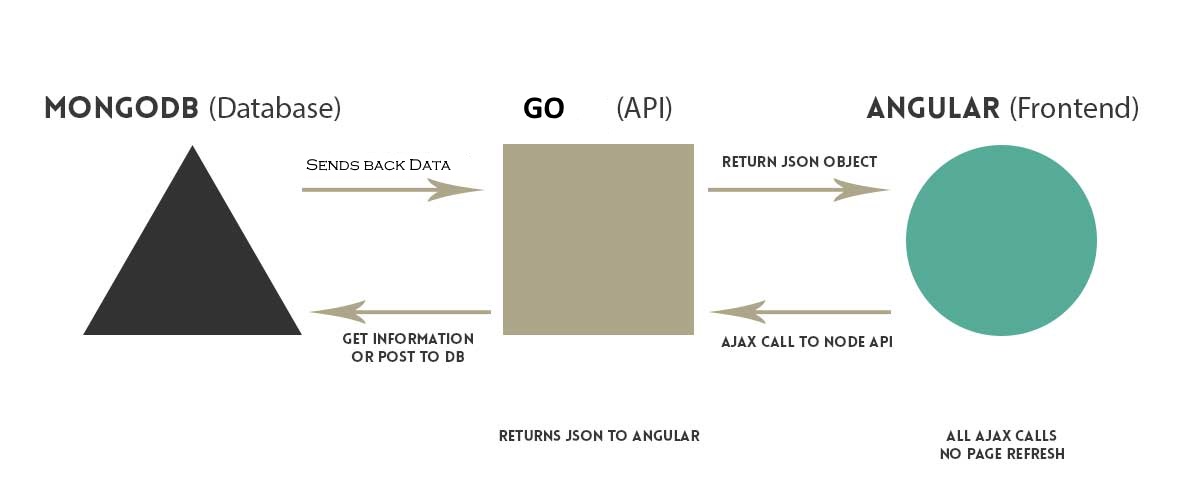 MONGODB (Database)
GO (API)
ANGULAR (Frontend)
SENDS BACK DATA
RETURN JSON OBJECT
GET INFORMATION
OR POST TO DB
AJAX CALL TO NODE API
RETURNS JSON TO ANGULAR
ALL AJAX CALLS
NO PAGE REFRESH